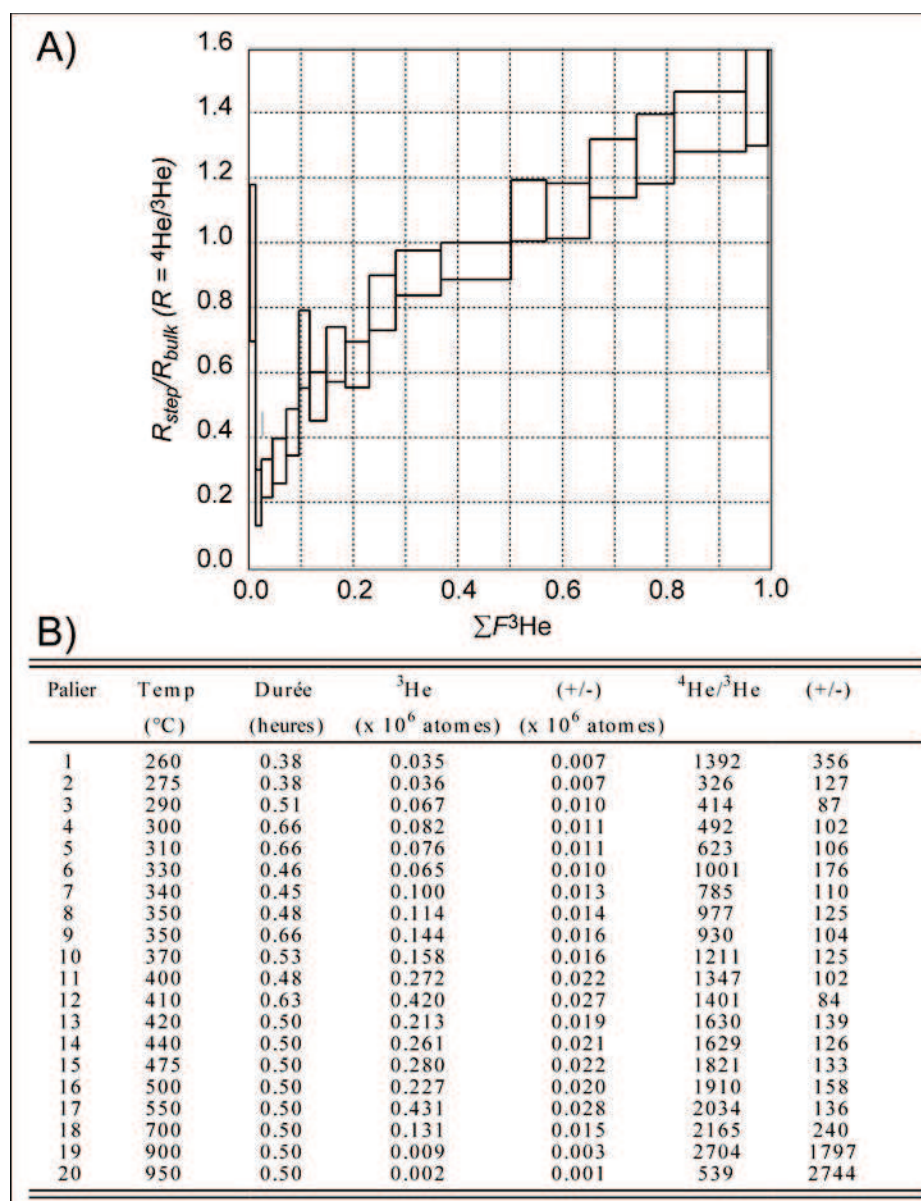 A)
1.6
1.4
1.2
1.0
0.8
0.6
0.4
0.2
0.0
R_step/R_bulk (R = ⁴He/³He)
0.0 0.2 0.4 0.6 0.8 1.0
∑F³He
B)
Palier Temp Durée ³He (+/-) ⁴He/³He (+/-)
(°C) (heures) (x 10⁶ atomes) (x 10⁶ atomes)
1 260 0.38 0.035 0.007 1392 356
2 275 0.38 0.036 0.007 326 127
3 290 0.51 0.067 0.010 414 87
4 300 0.66 0.082 0.011 492 102
5 310 0.66 0.076 0.011 623 106
6 330 0.46 0.065 0.010 1001 176
7 340 0.45 0.100 0.013 785 110
8 350 0.48 0.114 0.014 977 125
9 350 0.66 0.144 0.016 930 104
10 370 0.53 0.158 0.016 1211 125
11 400 0.48 0.272 0.022 1347 102
12 410 0.63 0.420 0.027 1401 84
13 420 0.50 0.213 0.019 1630 139
14 440 0.50 0.261 0.021 1629 126
15 475 0.50 0.280 0.022 1821 133
16 500 0.50 0.227 0.020 1910 158
17 550 0.50 0.431 0.028 2034 136
18 700 0.50 0.131 0.015 2165 240
19 900 0.50 0.009 0.003 2704 1797
20 950 0.50 0.002 0.001 539 2744